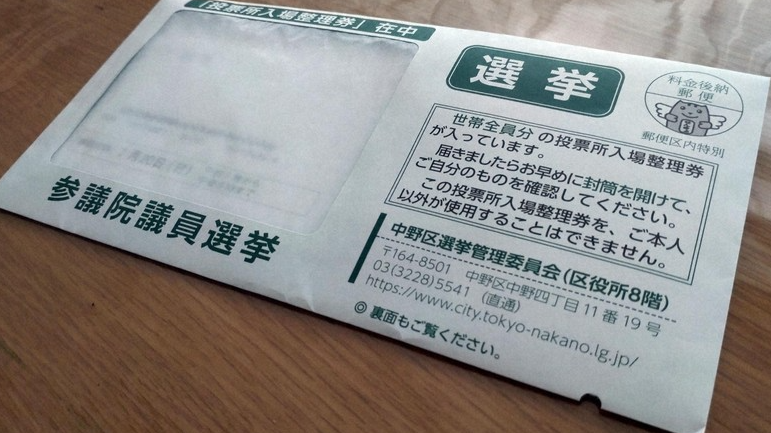 「投票所入場整理券」在中
選挙
料金後納
郵便
郵便区内特別
世帯全員分 の投票所入場整理券
が入っています。
届きましたらお早めに封筒を開けて、
ご自分のものを確認してください。
この投票所入場整理券を、ご本人
以外が使用することはできません。
参議院議員選挙
中野区選挙管理委員会(区役所8階)
〒164-8501 中野区中野四丁目11番19号
03(3228)5541 (直通)
https://www.city.tokyo-nakano.lg.jp/
◎ 裏面もご覧ください。